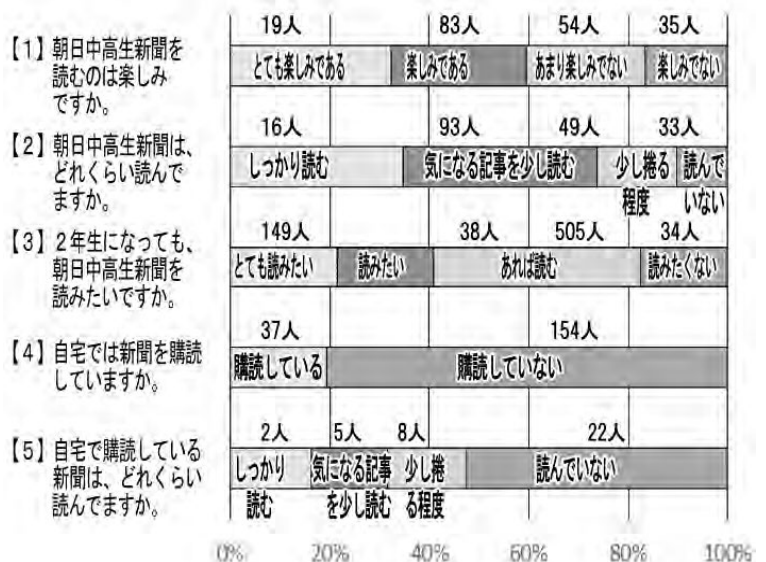 19人 83人 54人 35人
【1】朝日中高生新聞を
読むのは楽しみ
ですか。
とても楽しみである 楽しみである あまり楽しみでない 楽しみでない
16人 93人 49人 33人
【2】朝日中高生新聞は、
どれくらい読んで
ますか。
しっかり読む 気になる記事を少し読む 少し捲る 読んで
程度 いない
149人 38人 505人 34人
【3】2年生になっても、
朝日中高生新聞を
読みたいですか。
とても読みたい 読みたい あれば読む 読みたくない
37人 154人
【4】自宅では新聞を購読
していますか。
購読している 購読していない
2人 5人 8人 22人
【5】自宅で購読している
新聞は、どれくらい
読んでますか。
しっかり 気になる記事 少し捲 読んでいない
読む を少し読む る程度
0% 20% 40% 60% 80% 100%